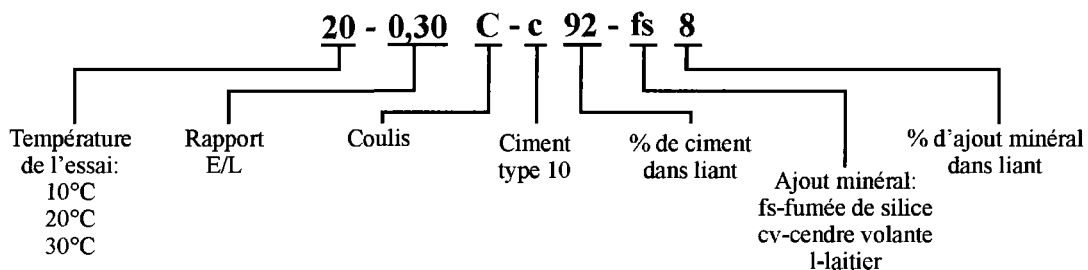 20 - 0,30 C - c 92 - fs 8
Température
de l'essai:
10°C
20°C
30°C
Rapport
E/L
Coulis
Ciment
type 10
% de ciment
dans liant
Ajout minéral:
fs-fumée de silice
cv-cendre volante
l-laitier
% d'ajout minéral
dans liant